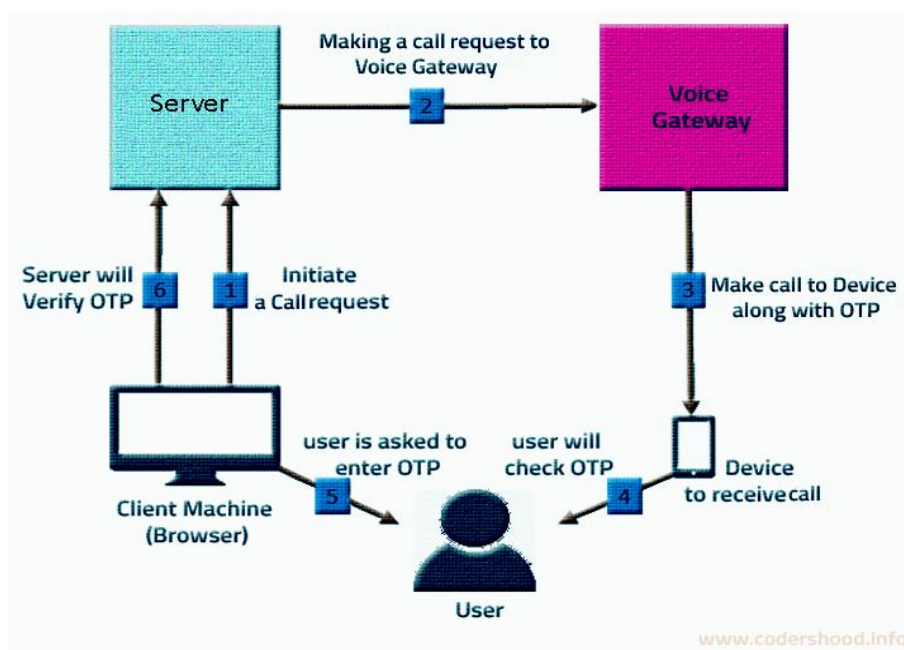 Making a call request to
Voice Gateway
Server
2
Voice
Gateway
Server will
Verify OTP
6
1
Initiate
a Call request
3
Make call to Device
along with OTP
user is asked to
enter OTP
user will
check OTP
5
4
Device
to receive call
Client Machine
(Browser)
User
www.codershood.info